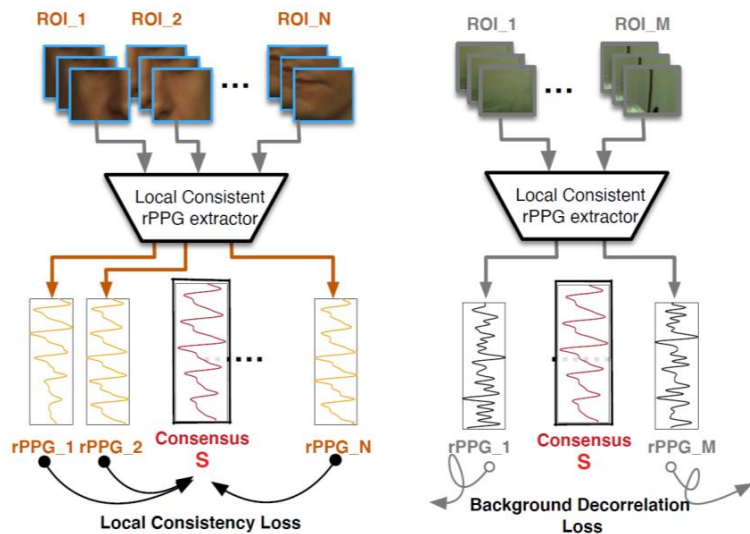 ROI_1 ROI_2 ROI_N
Local Consistent
rPPG extractor
rPPG_1 rPPG_2 Consensus rPPG_N
S
Local Consistency Loss
ROI_1 ROI_M
Local Consistent
rPPG extractor
rPPG_1 Consensus rPPG_M
S
Background Decorrelation
Loss